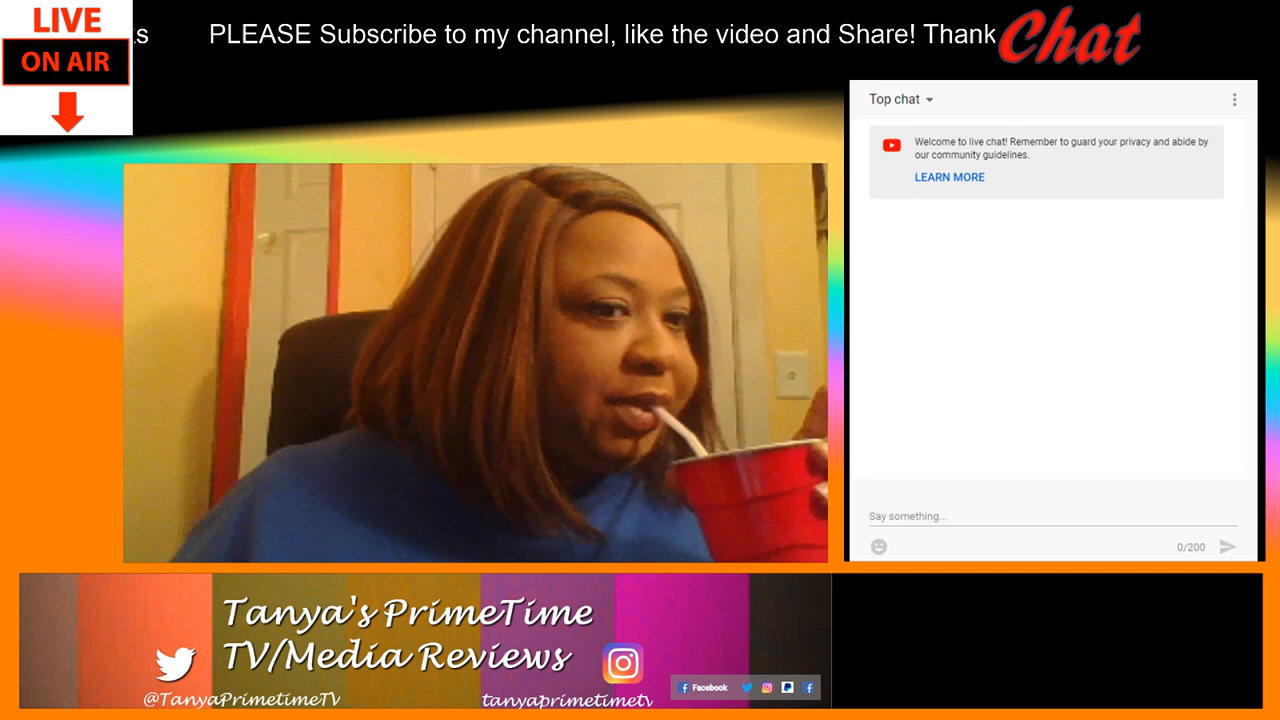 LIVE
ON AIR
ks PLEASE Subscribe to my channel, like the video and Share! Thank
Chat
Top chat
Welcome to live chat! Remember to guard your privacy and abide by
our community guidelines.
LEARN MORE
Say something...
0/200
Tanya's PrimeTime
TV/Media Reviews
@TanyaPrimetimeTV
tanyaprimetimetv
Facebook